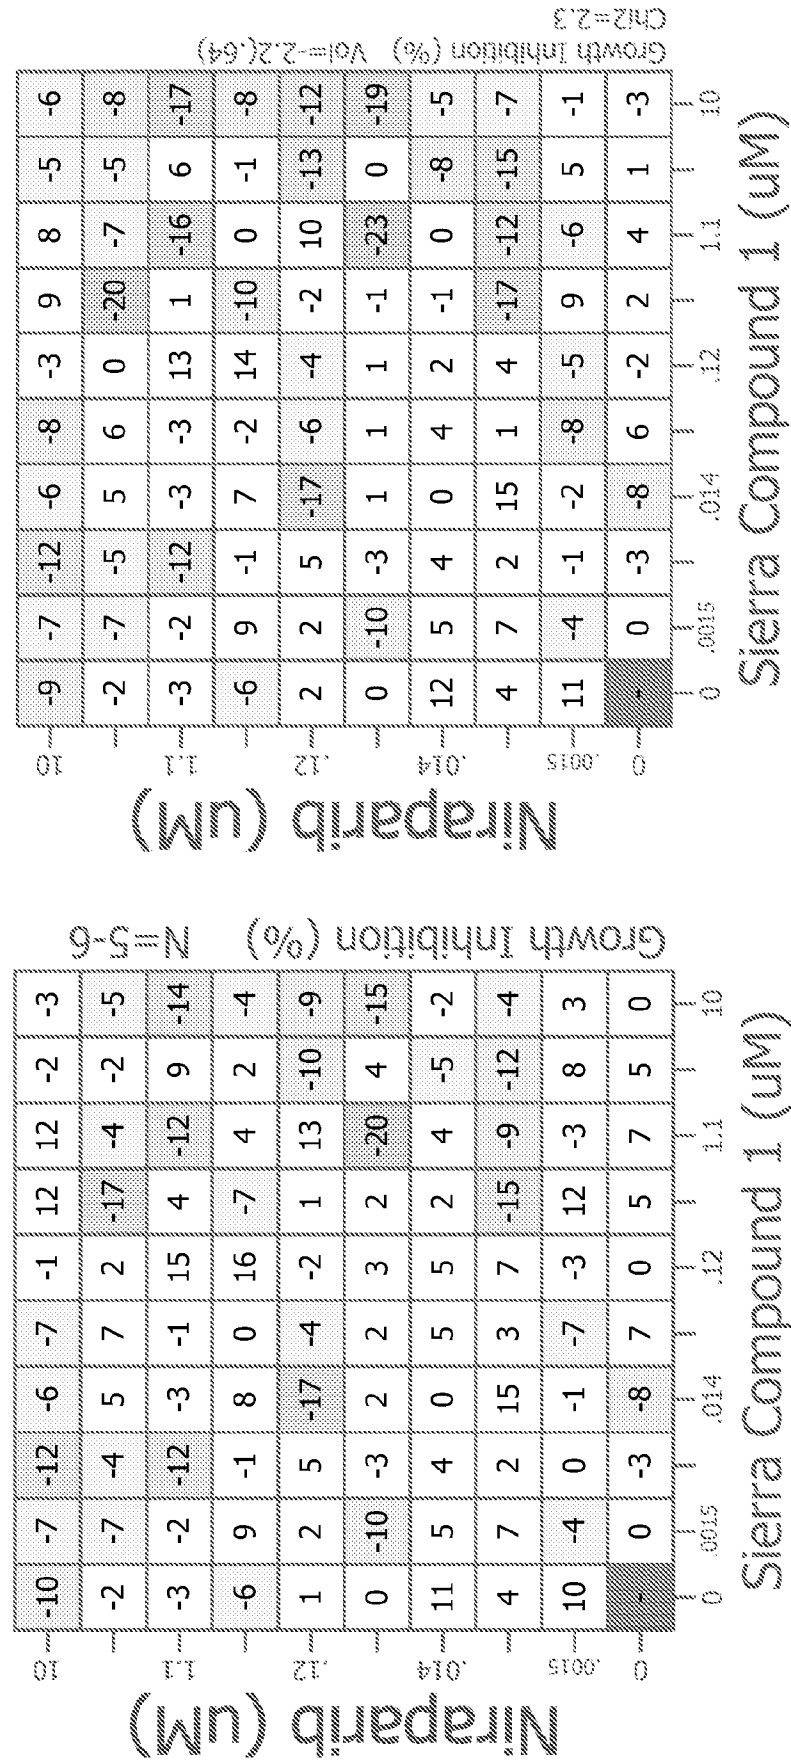 Growth Inhibition (%) N=5-6
Niraparib (uM)
10 -10 -7 -12 -6 -7 -1 12 12 -2 -3
-2 -7 -4 5 7 2 -17 -4 -2 -5
1.1 -3 -2 -12 -3 -1 15 4 -12 9 -14
-6 9 -1 8 0 16 -7 4 2 -4
.12 1 2 5 -17 -4 -2 1 13 -10 -9
0 -10 -3 2 2 3 2 -20 4 -15
.014 11 5 4 0 5 5 2 4 -5 -2
4 7 2 15 3 7 -15 -9 -12 -4
.0015 10 -4 0 -1 -7 -3 12 -3 8 3
0 - 0 -3 -8 7 0 5 7 5 0
0 .0015 .014 .12 1.1 10
Sierra Compound 1 (uM)
Growth Inhibition (%) Vol=-2.2(.64)
Chi2=2.3
Niraparib (uM)
10 -9 -7 -12 -6 -8 -3 9 8 -5 -6
-2 -7 -5 5 6 0 -20 -7 -5 -8
1.1 -3 -2 -12 -3 -3 13 1 -16 6 -17
-6 9 -1 7 -2 14 -10 0 -1 -8
.12 2 2 5 -17 -6 -4 -2 10 -13 -12
0 -10 -3 1 1 1 -1 -23 0 -19
.014 12 5 4 0 4 2 -1 0 -8 -5
4 7 2 15 1 4 -17 -12 -15 -7
.0015 11 -4 -1 -2 -8 -5 9 -6 5 -1
0 - 0 -3 -8 6 -2 2 4 1 -3
0 .0015 .014 .12 1.1 10
Sierra Compound 1 (uM)